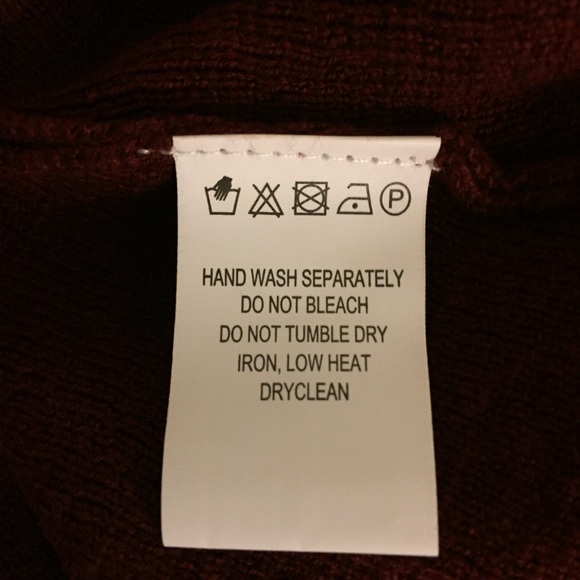 P
HAND WASH SEPARATELY
DO NOT BLEACH
DO NOT TUMBLE DRY
IRON, LOW HEAT
DRYCLEAN